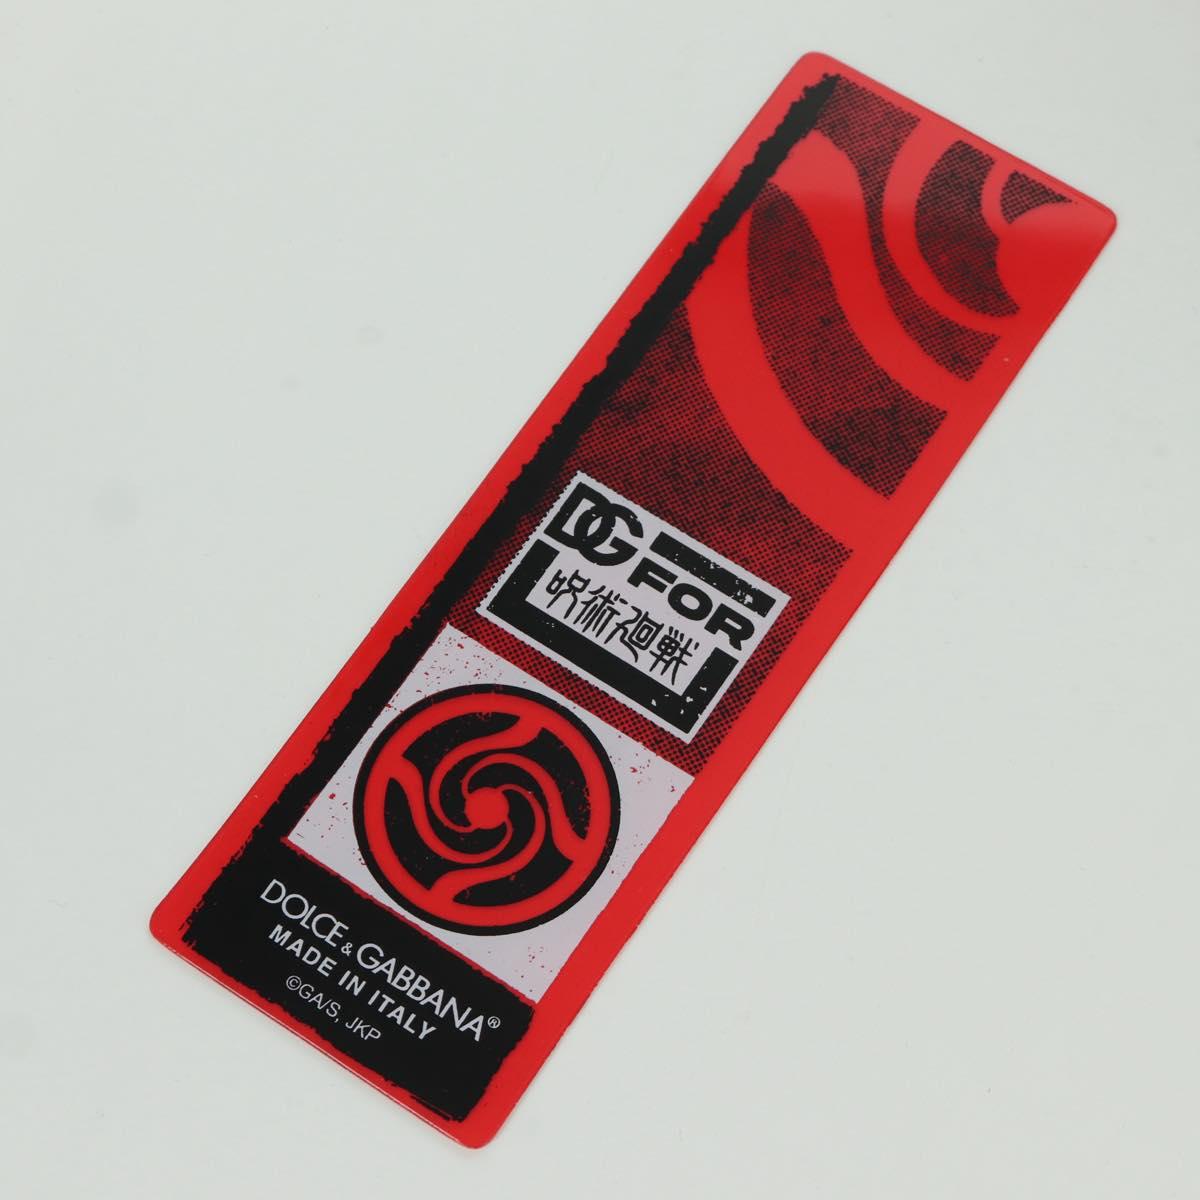 DG
FOR
呪術廻戦
DOLCE & GABBANA®
MADE IN ITALY
©GA/S, JKP